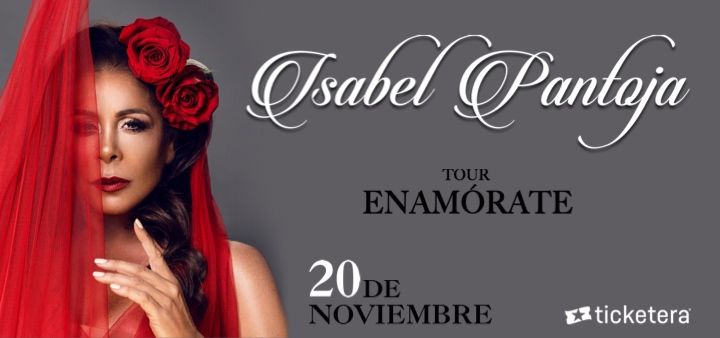 Isabel Pantoja
TOUR
ENAMÓRATE
20 DE
NOVIEMBRE
ticketera